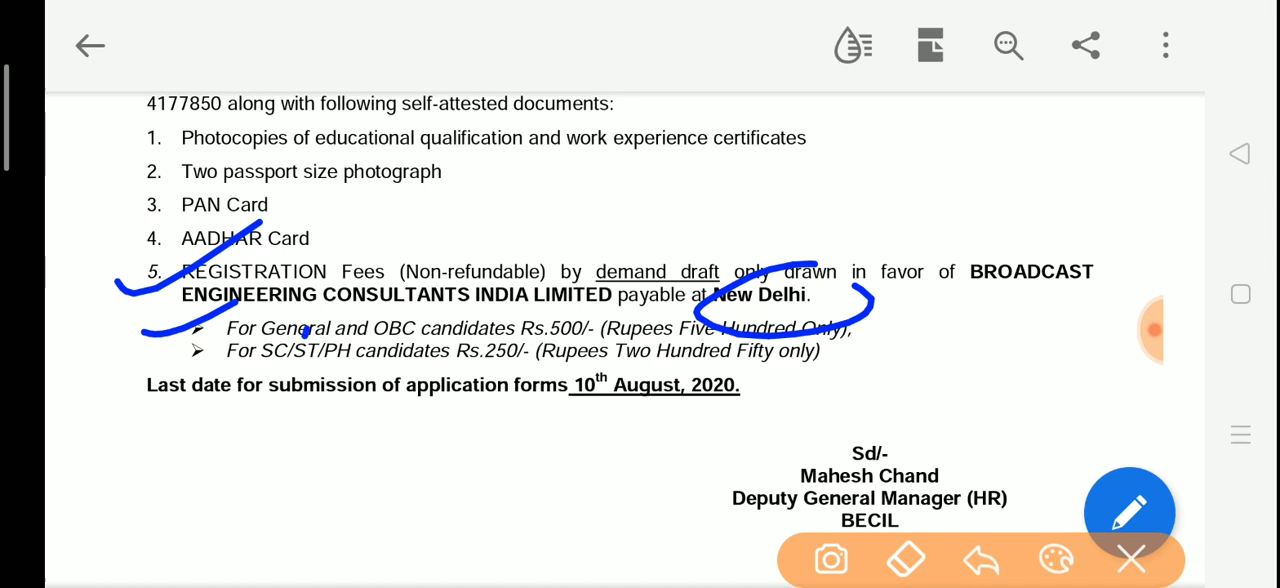 4177850 along with following self-attested documents:
1. Photocopies of educational qualification and work experience certificates
2. Two passport size photograph
3. PAN Card
4. AADHAR Card
5. REGISTRATION Fees (Non-refundable) by demand draft only drawn in favor of BROADCAST
ENGINEERING CONSULTANTS INDIA LIMITED payable at New Delhi.
➢ For General and OBC candidates Rs.500/- (Rupees Five Hundred Only),
➢ For SC/ST/PH candidates Rs.250/- (Rupees Two Hundred Fifty only)
Last date for submission of application forms 10th August, 2020.
Sd/-
Mahesh Chand
Deputy General Manager (HR)
BECIL